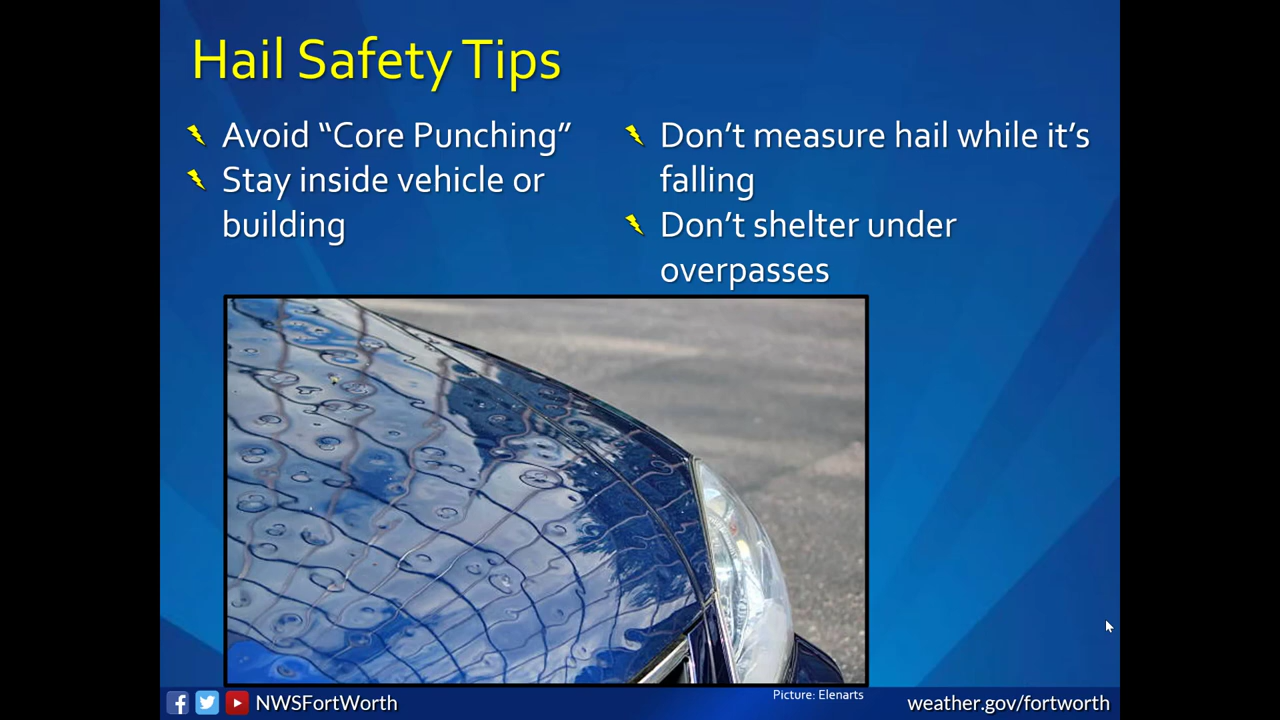 Hail Safety Tips
Avoid “Core Punching”
Stay inside vehicle or
building
Don’t measure hail while it’s
falling
Don’t shelter under
overpasses
Picture: Elenarts
NWSFortWorth
weather.gov/fortworth